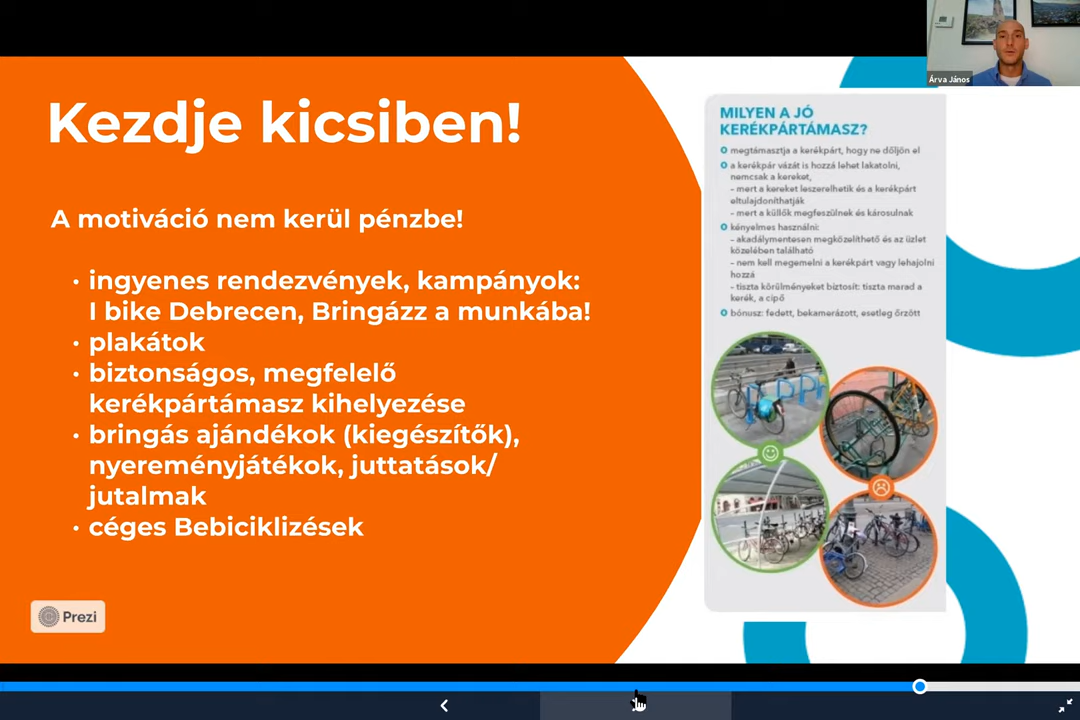 Árva János
Kezdje kicsiben!
A motiváció nem kerül pénzbe!
• ingyenes rendezvények, kampányok:
I bike Debrecen, Bringázz a munkába!
• plakátok
• biztonságos, megfelelő
kerékpártámasz kihelyezése
• bringás ajándékok (kiegészítők),
nyereményjátékok, juttatások/
jutalmak
• céges Bebiciklizések
Prezi
MILYEN A JÓ
KERÉKPÁRTÁMASZ?
megtámasztja a kerékpárt, hogy ne dőljön el
a kerékpár vázát is hozzá lehet lakatolni,
nemcsak a kereket,
– mert a kereket leszerelhetik és a kerékpárt
eltulajdoníthatják
– mert a küllők megfeszülnek és károsulnak
kényelmes használni:
– akadálymentesen megközelíthető és az üzlet
közelében található
– nem kell megemelni a kerékpárt vagy lehajolni
hozzá
– tiszta körülményeket biztosít: tiszta marad a
kerék, a cipő
bónusz: fedett, bekamerázott, esetleg őrzött